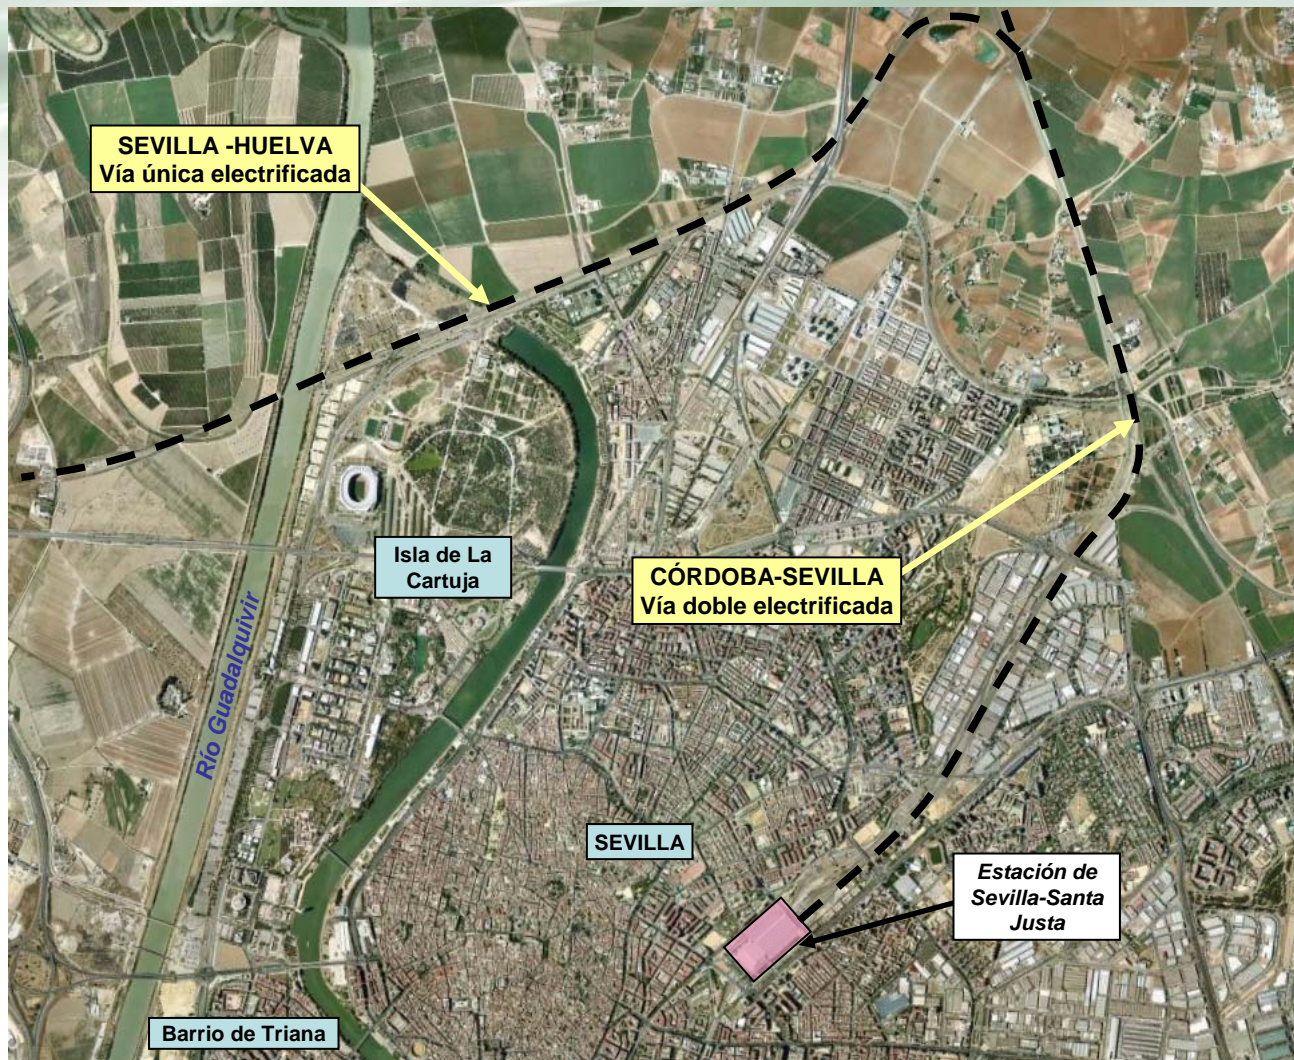 SEVILLA -HUELVA
Vía única electrificada
Isla de La
Cartuja
CÓRDOBA-SEVILLA
Vía doble electrificada
Río Guadalquivir
SEVILLA
Estación de
Sevilla-Santa
Justa
Barrio de Triana